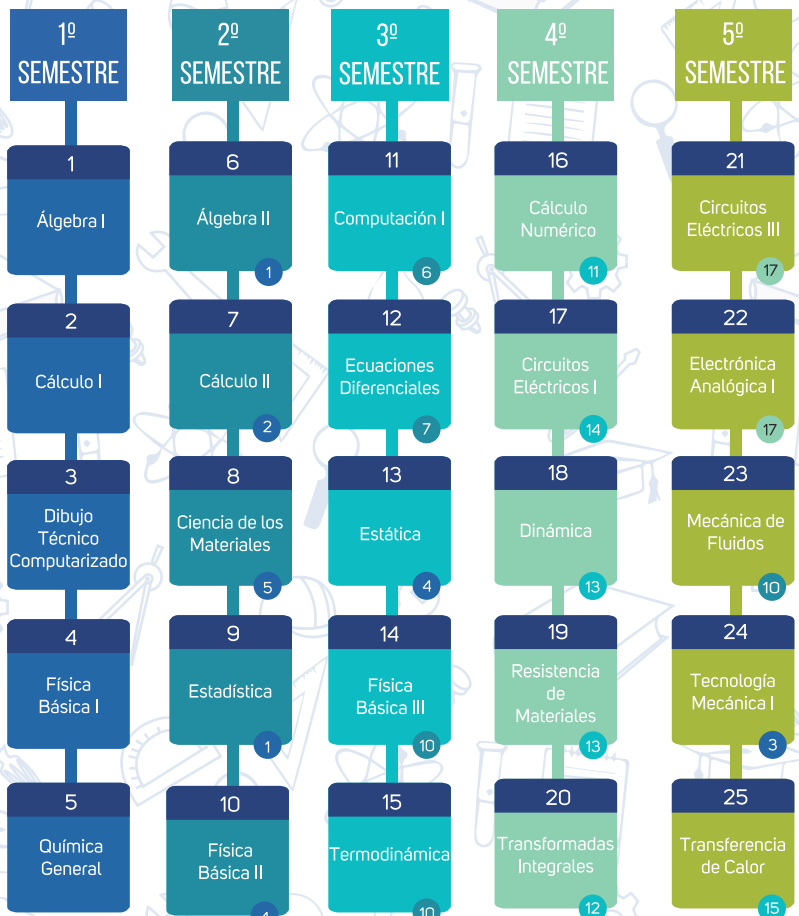 1º
SEMESTRE
1
Álgebra I
2
Cálculo I
3
Dibujo
Técnico
Computarizado
4
Física
Básica I
5
Química
General
2º
SEMESTRE
6
Álgebra II
1
7
Cálculo II
2
8
Ciencia de los
Materiales
5
9
Estadística
1
10
Física
Básica II
4
3º
SEMESTRE
11
Computación I
6
12
Ecuaciones
Diferenciales
7
13
Estática
4
14
Física
Básica III
10
15
Termodinámica
10
4º
SEMESTRE
16
Cálculo
Numérico
11
17
Circuitos
Eléctricos I
14
18
Dinámica
13
19
Resistencia
de
Materiales
13
20
Transformadas
Integrales
12
5º
SEMESTRE
21
Circuitos
Eléctricos III
17
22
Electrónica
Analógica I
17
23
Mecánica de
Fluidos
10
24
Tecnología
Mecánica I
3
25
Transferencia
de Calor
15